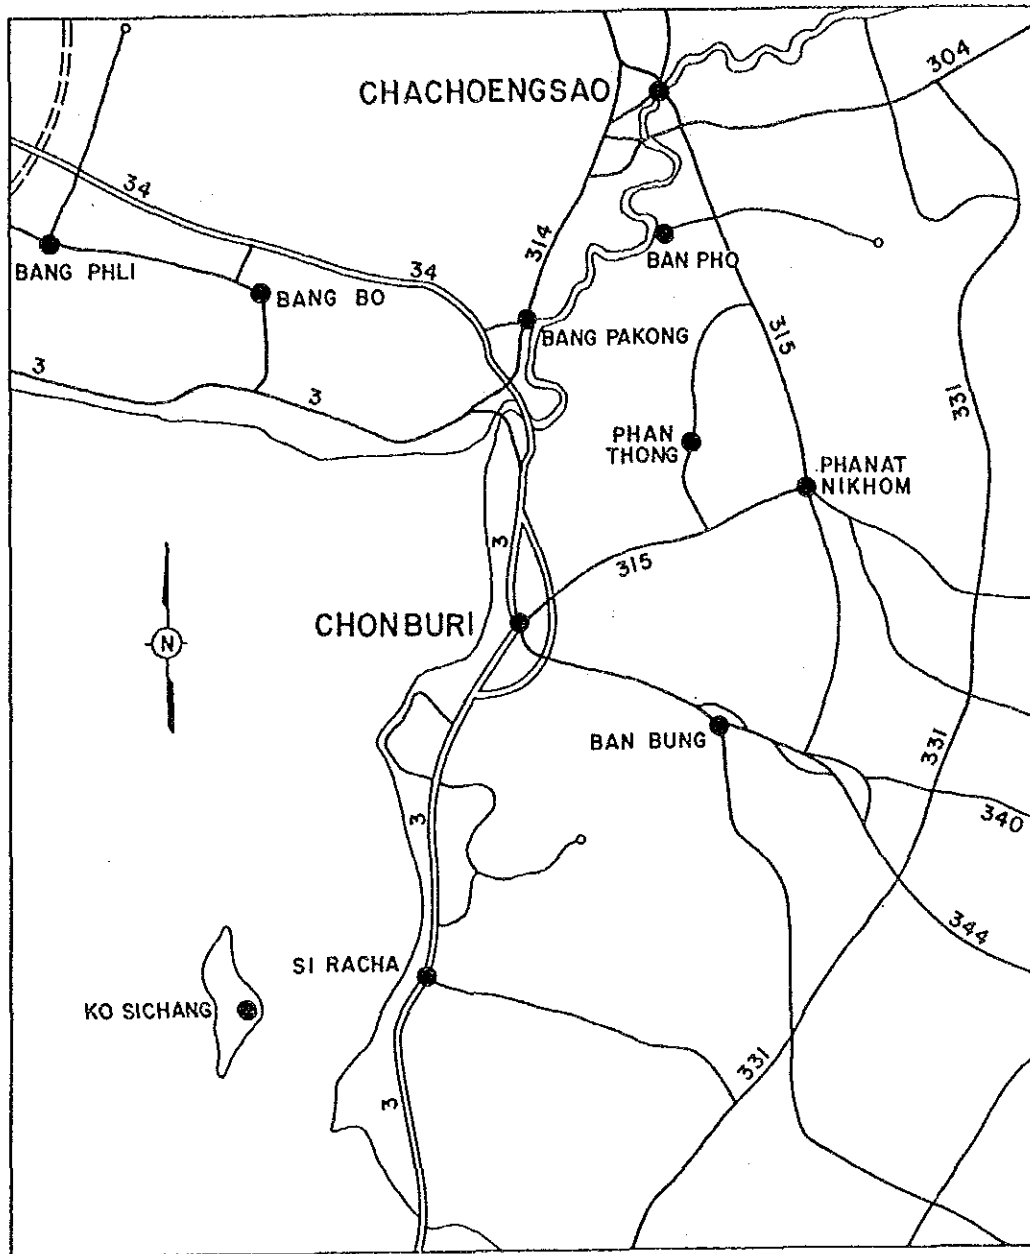 304
CHACHOENGSAO
34
314
34
BAN PHO
BANG PHLI
BANG BO
BANG PAKONG
315
3
3
331
PHAN
THONG
PHANAT
NIKHOM
3
315
CHONBURI
N
BAN BUNG
331
3
340
344
SI RACHA
KO SICHANG
331
3